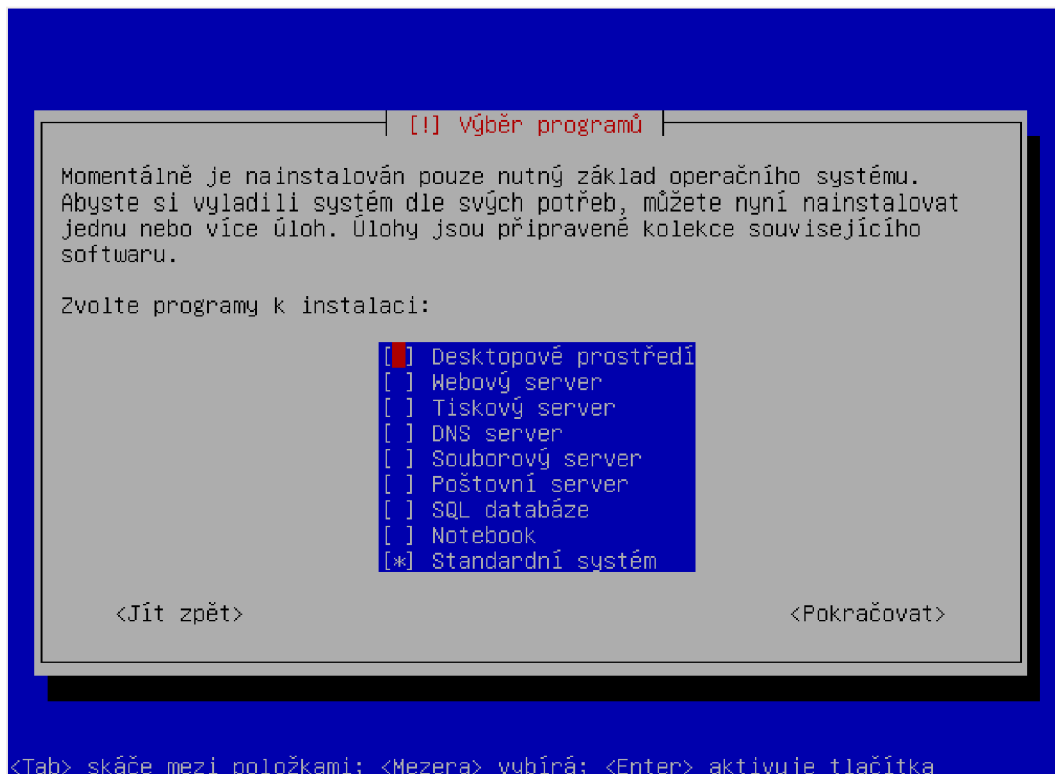 [!] Výběr programů
Momentálně je nainstalován pouze nutný základ operačního systému.
Abyste si vyladili systém dle svých potřeb, můžete nyní nainstalovat
jednu nebo více úloh. Úlohy jsou připravené kolekce souvisejícího
softwaru.
Zvolte programy k instalaci:
[ ] Desktopové prostředí
[ ] Webový server
[ ] Tiskový server
[ ] DNS server
[ ] Souborový server
[ ] Poštovní server
[ ] SQL databáze
[ ] Notebook
[*] Standardní systém
<Jít zpět> <Pokračovat>
<Tab> skáče mezi položkami; <Mezera> vybírá; <Enter> aktivuje tlačítka